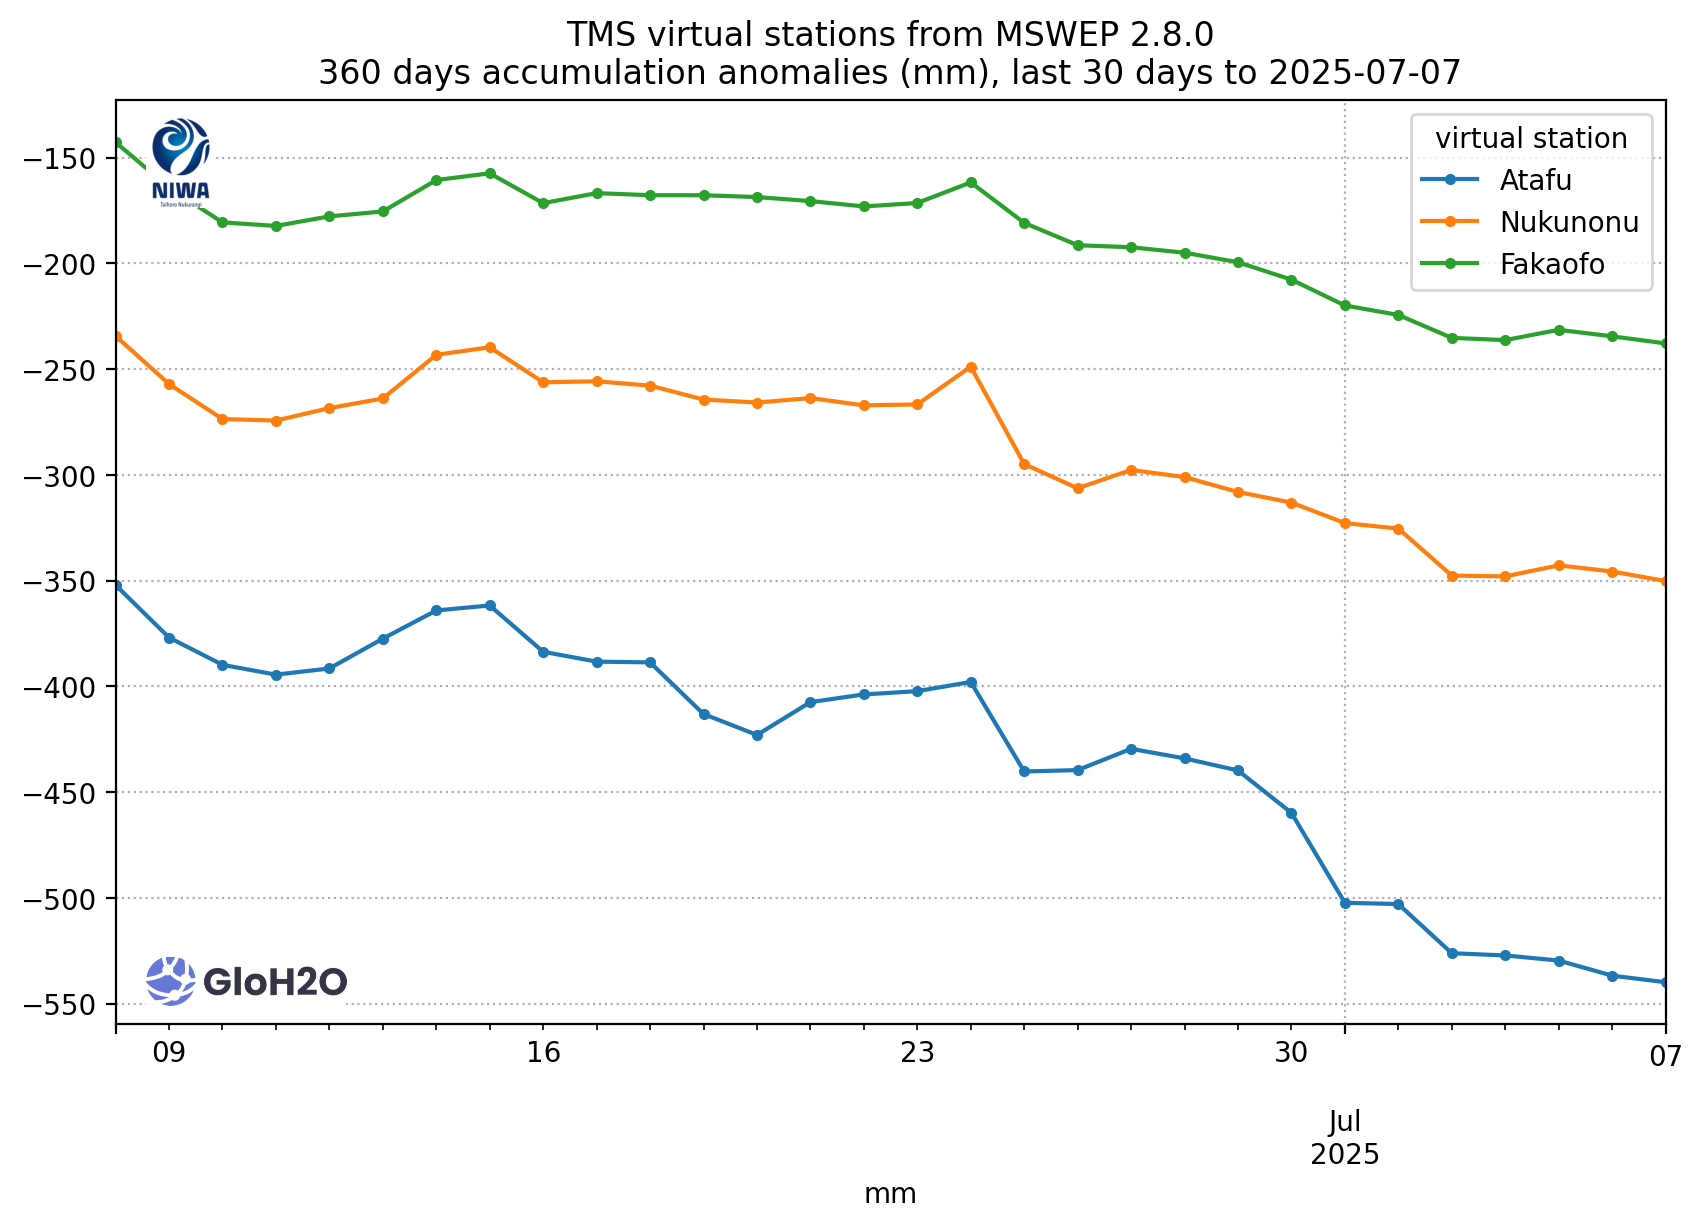 TMS virtual stations from MSWEP 2.8.0
360 days accumulation anomalies (mm), last 30 days to 2025-07-07
NIWA
Taihoro Nukurangi
virtual station
Atafu
Nukunonu
Fakaofo
−150
−200
−250
−300
−350
−400
−450
−500
−550
GloH2O
09
16
23
30
07
Jul
2025
mm